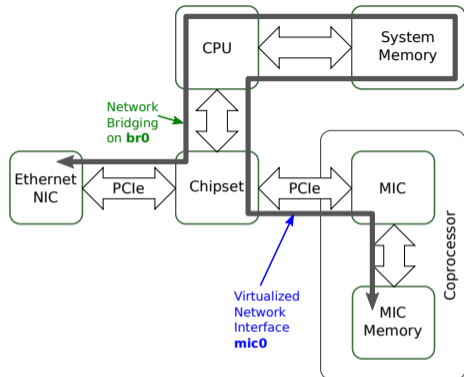 CPU
System
Memory
Network
Bridging
on br0
Ethernet
NIC
PCIe
Chipset
PCIe
MIC
Coprocessor
Virtualized
Network
Interface
mic0
MIC
Memory